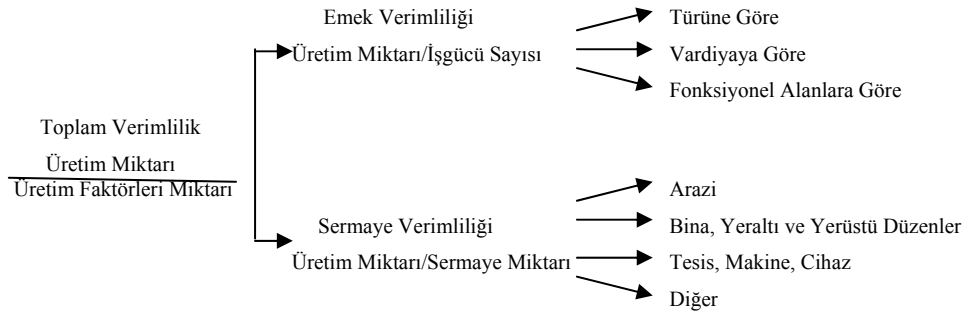 Emek Verimliliği
Üretim Miktarı/İşgücü Sayısı
Türüne Göre
Vardiyaya Göre
Fonksiyonel Alanlara Göre
Toplam Verimlilik
Üretim Miktarı
Üretim Faktörleri Miktarı
Sermaye Verimliliği
Üretim Miktarı/Sermaye Miktarı
Arazi
Bina, Yeraltı ve Yerüstü Düzenler
Tesis, Makine, Cihaz
Diğer